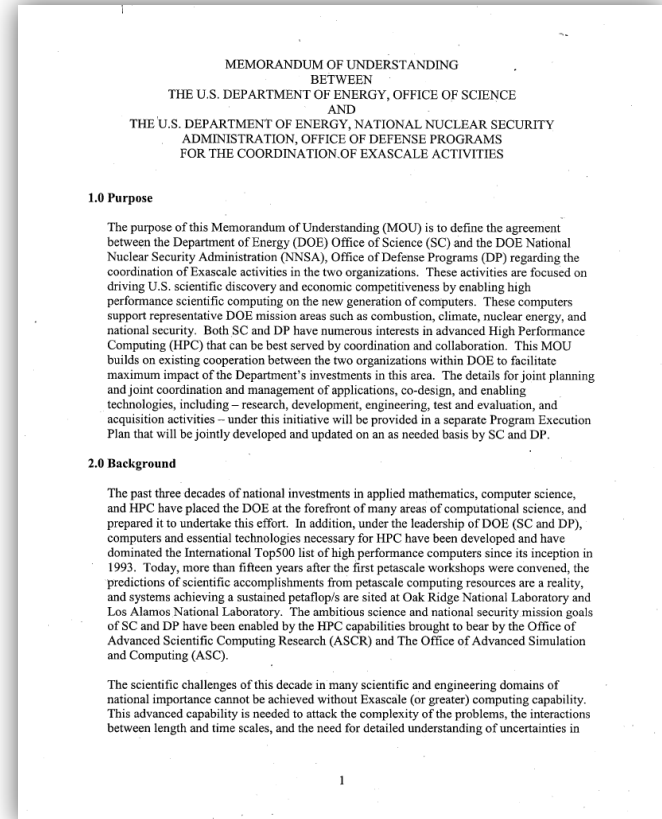 MEMORANDUM OF UNDERSTANDING
BETWEEN
THE U.S. DEPARTMENT OF ENERGY, OFFICE OF SCIENCE
AND
THE U.S. DEPARTMENT OF ENERGY, NATIONAL NUCLEAR SECURITY
ADMINISTRATION, OFFICE OF DEFENSE PROGRAMS
FOR THE COORDINATION OF EXASCALE ACTIVITIES
1.0 Purpose
The purpose of this Memorandum of Understanding (MOU) is to define the agreement
between the Department of Energy (DOE) Office of Science (SC) and the DOE National
Nuclear Security Administration (NNSA), Office of Defense Programs (DP) regarding the
coordination of Exascale activities in the two organizations. These activities are focused on
driving U.S. scientific discovery and economic competitiveness by enabling high
performance scientific computing on the new generation of computers. These computers
support representative DOE mission areas such as combustion, climate, nuclear energy, and
national security. Both SC and DP have numerous interests in advanced High Performance
Computing (HPC) that can be best served by coordination and collaboration. This MOU
builds on existing cooperation between the two organizations within DOE to facilitate
maximum impact of the Department's investments in this area. The details for joint planning
and joint coordination and management of applications, co-design, and enabling
technologies, including – research, development, engineering, test and evaluation, and
acquisition activities – under this initiative will be provided in a separate Program Execution
Plan that will be jointly developed and updated on an as needed basis by SC and DP.
2.0 Background
The past three decades of national investments in applied mathematics, computer science,
and HPC have placed the DOE at the forefront of many areas of computational science, and
prepared it to undertake this effort. In addition, under the leadership of DOE (SC and DP),
computers and essential technologies necessary for HPC have been developed and have
dominated the International Top500 list of high performance computers since its inception in
1993. Today, more than fifteen years after the first petascale workshops were convened, the
predictions of scientific accomplishments from petascale computing resources are a reality,
and systems achieving a sustained petaflop/s are sited at Oak Ridge National Laboratory and
Los Alamos National Laboratory. The ambitious science and national security mission goals
of SC and DP have been enabled by the HPC capabilities brought to bear by the Office of
Advanced Scientific Computing Research (ASCR) and The Office of Advanced Simulation
and Computing (ASC).
The scientific challenges of this decade in many scientific and engineering domains of
national importance cannot be achieved without Exascale (or greater) computing capability.
This advanced capability is needed to attack the complexity of the problems, the interactions
between length and time scales, and the need for detailed understanding of uncertainties in
1